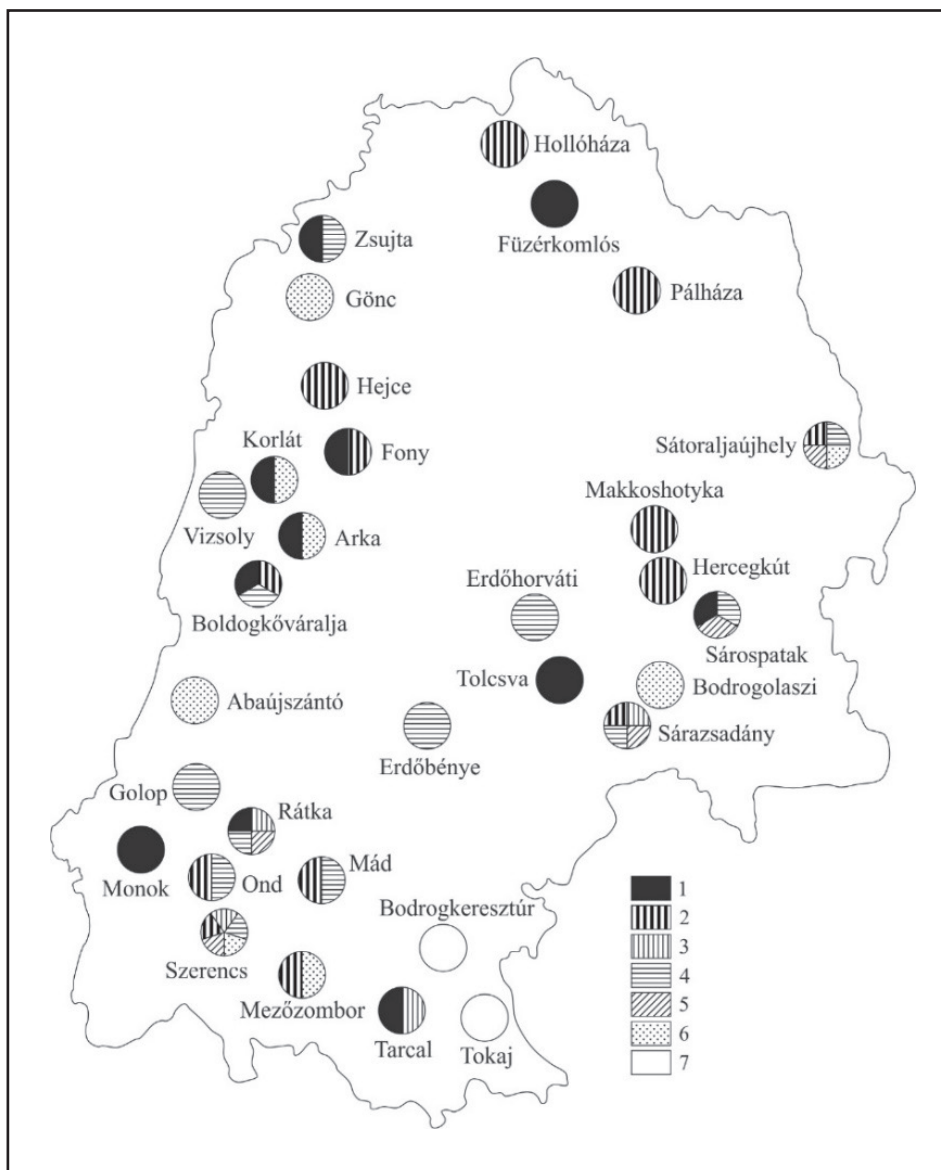 Hollóháza
Füzérkomlós
Zsujta
Pálháza
Gönc
Hejce
Fony
Korlát
Sátoraljaújhely
Vizsoly
Makkoshotyka
Arka
Hercegkút
Boldogkőváralja
Erdőhorváti
Sárospatak
Tolcsva
Bodrogolaszi
Abaújszántó
Sárazsadány
Erdőbénye
Golop
Rátka
Monok
Ond
Mád
Bodrogkeresztúr
Szerencs
Mezőzombor
Tarcal
Tokaj
1
2
3
4
5
6
7